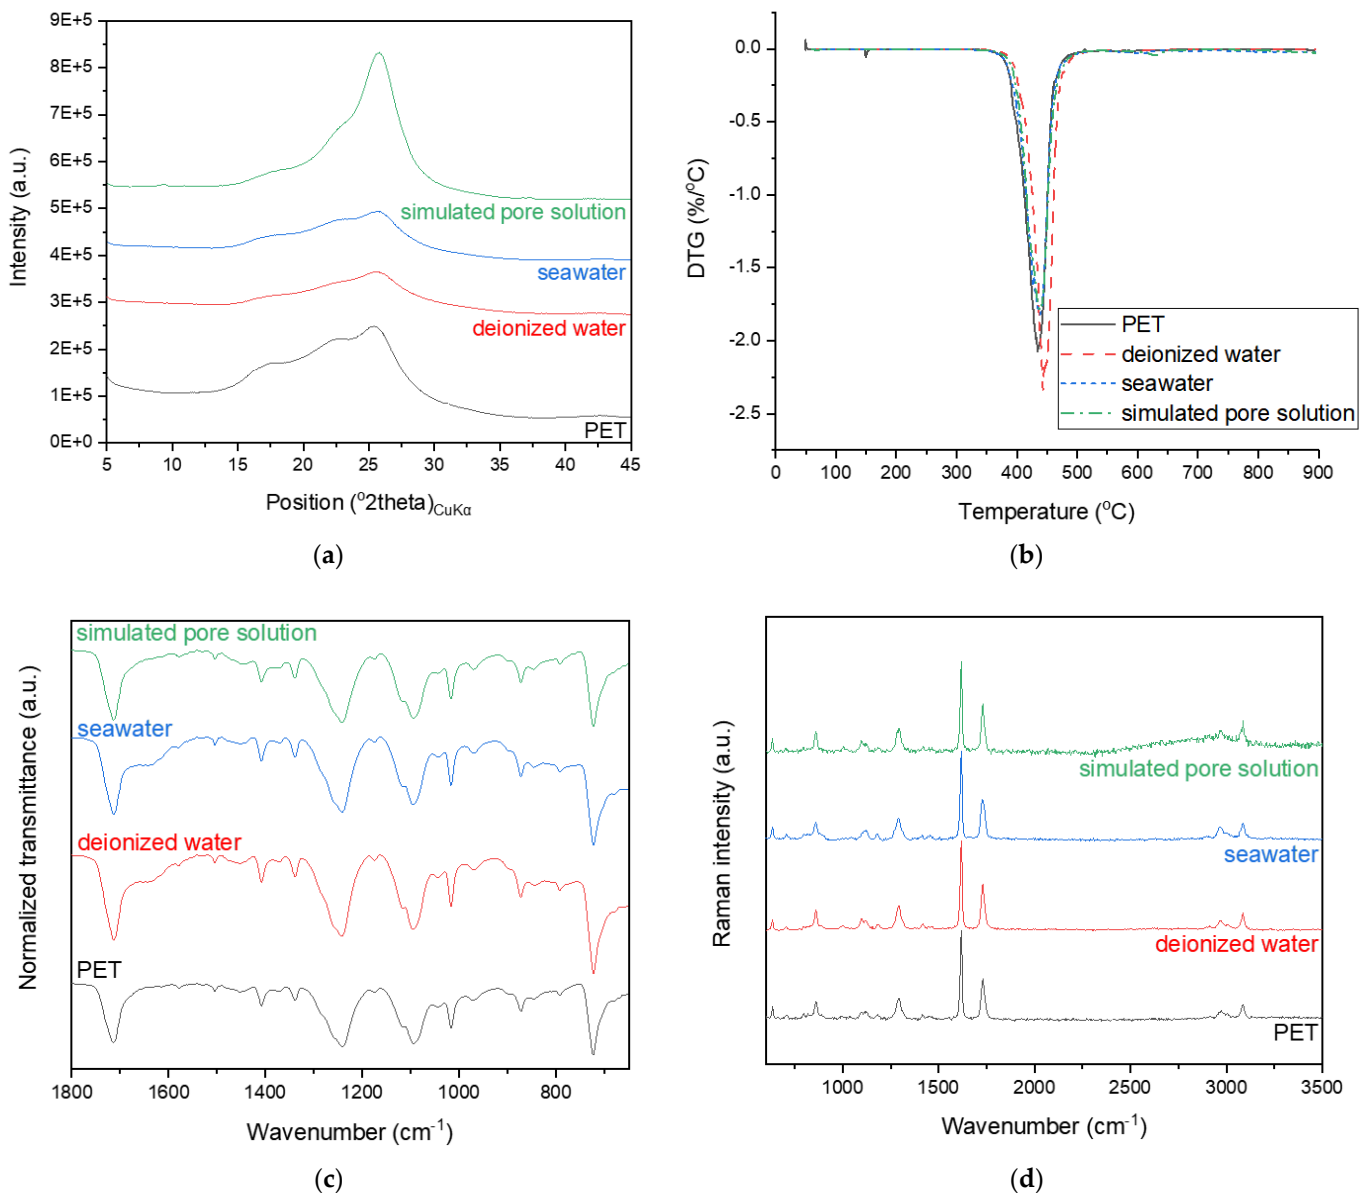 9E+5
8E+5
7E+5
6E+5
5E+5
4E+5
3E+5
2E+5
1E+5
0E+0
Intensity (a.u.)
simulated pore solution
seawater
deionized water
PET
5 10 15 20 25 30 35 40 45
Position (°2theta)CuKα
(a)
0.0
-0.5
-1.0
-1.5
-2.0
-2.5
DTG (%/°C)
PET
deionized water
seawater
simulated pore solution
0 100 200 300 400 500 600 700 800 900
Temperature (°C)
(b)
Normalized transmittance (a.u.)
simulated pore solution
seawater
deionized water
PET
1800 1600 1400 1200 1000 800
Wavenumber (cm-1)
(c)
Raman intensity (a.u.)
simulated pore solution
seawater
deionized water
PET
1000 1500 2000 2500 3000 3500
Wavenumber (cm-1)
(d)